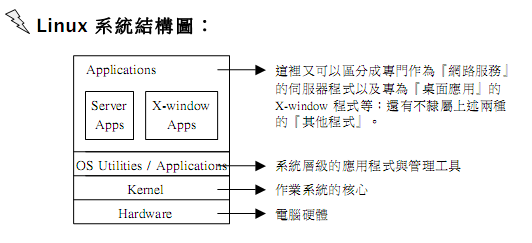 Linux 系統結構圖：
Applications
Server
Apps
X-window
Apps
這裡又可以區分成專門作為『網路服務』
的伺服器程式以及專為『桌面應用』的
X-window 程式等；還有不隸屬上述兩種
的『其他程式』。
OS Utilities / Applications
系統層級的應用程式與管理工具
Kernel
作業系統的核心
Hardware
電腦硬體